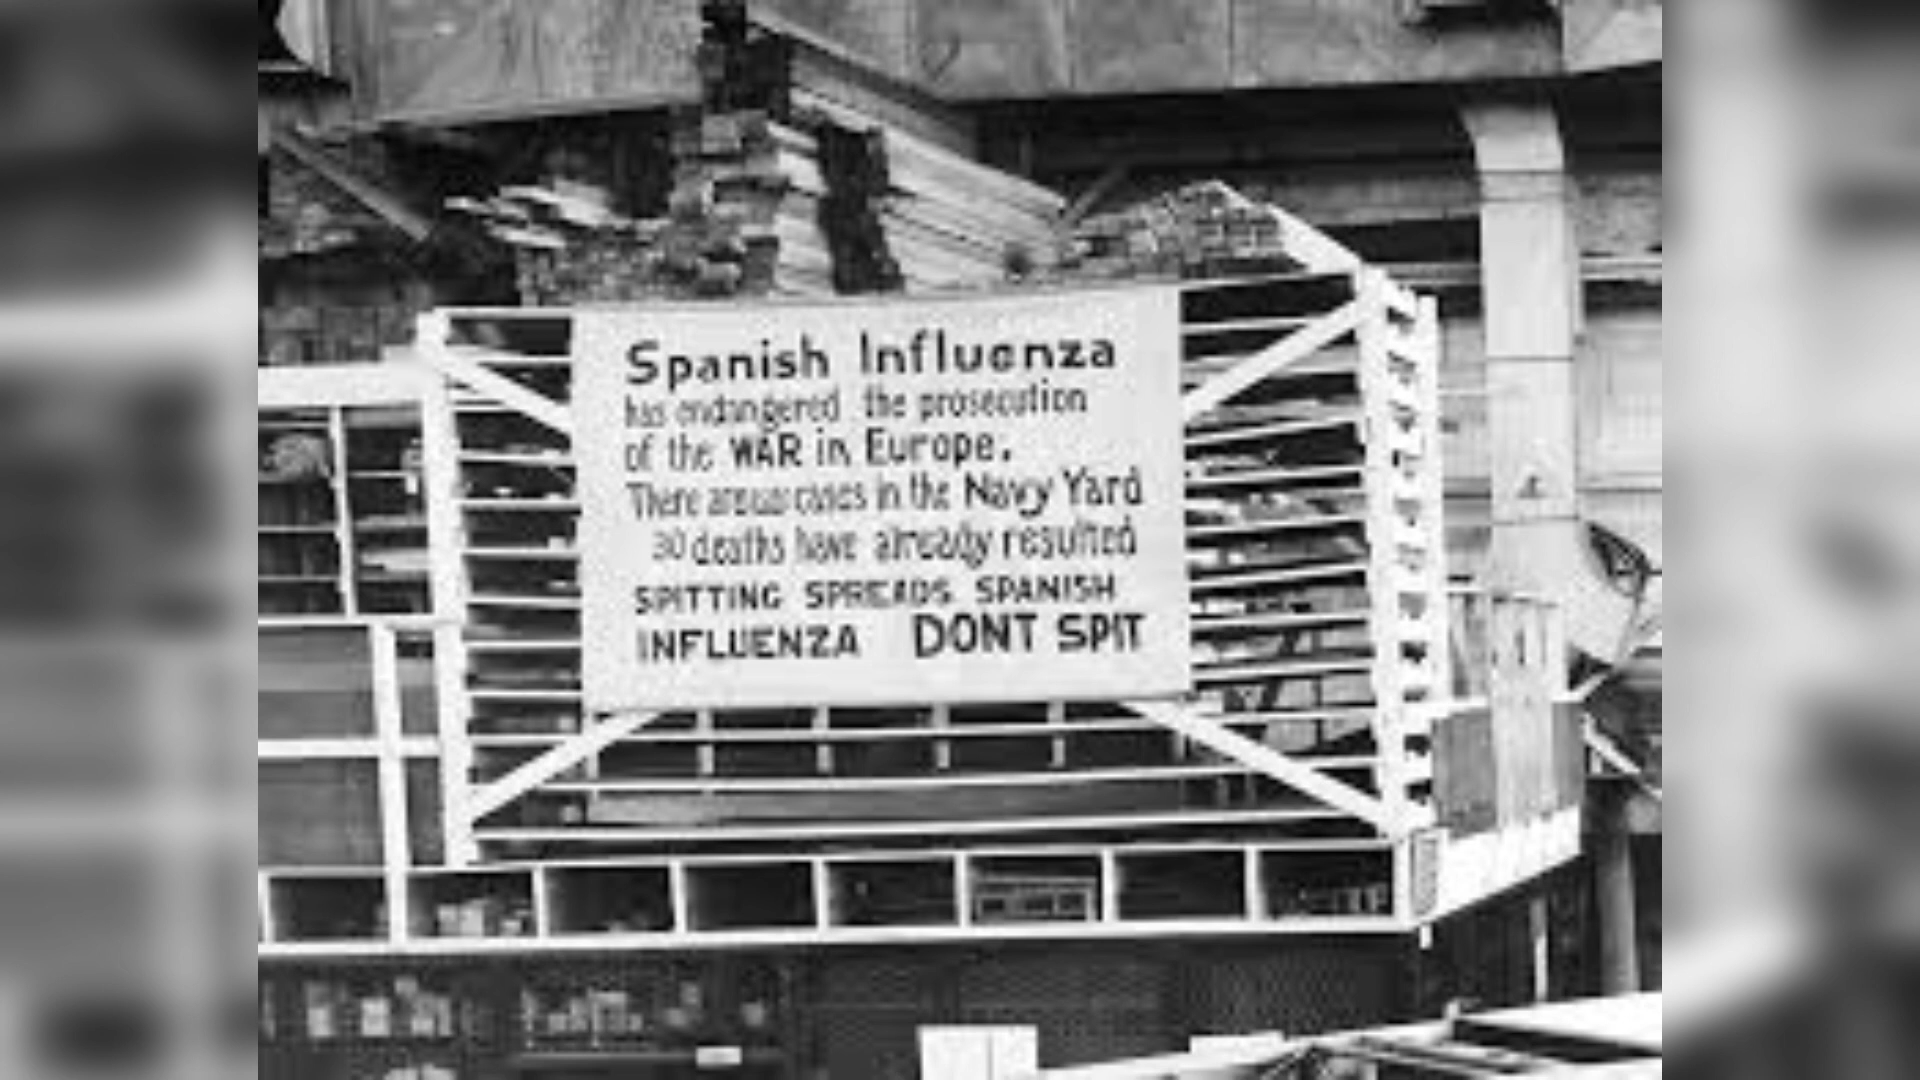 Spanish Influenza
has endangered the prosecution
of the WAR in Europe.
There are cases in the Navy Yard
30 deaths have already resulted
SPITTING SPREADS SPANISH
INFLUENZA DONT SPIT